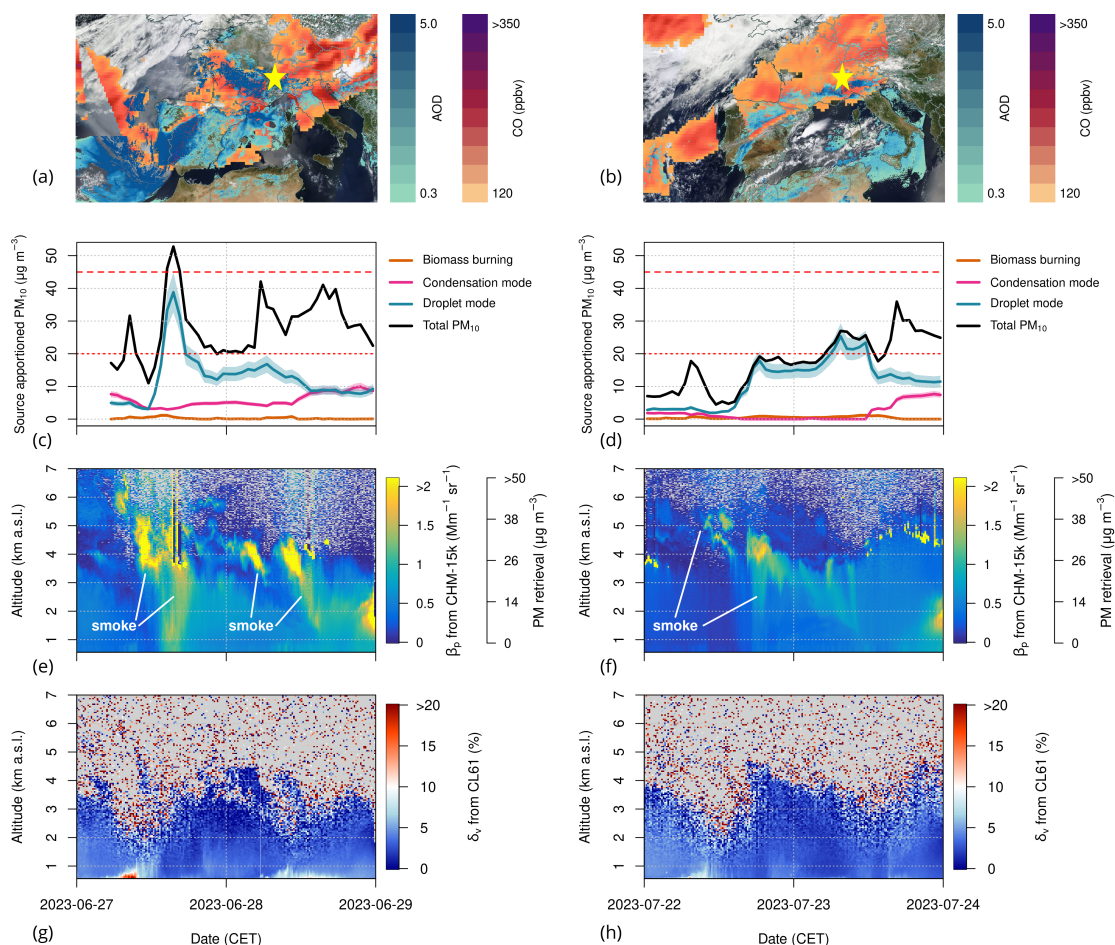 5.0
>350
AOD
CO (ppbv)
0.3
120
(a)
5.0
>350
AOD
CO (ppbv)
0.3
120
(b)
Source apportioned PM₁₀ (µg m⁻³)
50
40
30
20
10
0
Biomass burning
Condensation mode
Droplet mode
Total PM₁₀
(c)
Source apportioned PM₁₀ (µg m⁻³)
50
40
30
20
10
0
Biomass burning
Condensation mode
Droplet mode
Total PM₁₀
(d)
Altitude (km a.s.l.)
7
6
5
4
3
2
1
smoke
smoke
>2
1.5
1
0.5
0
βp from CHM-15k (Mm⁻¹ sr⁻¹)
>50
38
26
14
0
PM retrieval (µg m⁻³)
(e)
Altitude (km a.s.l.)
7
6
5
4
3
2
1
smoke
>2
1.5
1
0.5
0
βp from CHM-15k (Mm⁻¹ sr⁻¹)
>50
38
26
14
0
PM retrieval (µg m⁻³)
(f)
Altitude (km a.s.l.)
7
6
5
4
3
2
1
>20
15
10
5
0
δv from CL61 (%)
2023-06-27
2023-06-28
2023-06-29
(g)
Date (CET)
Altitude (km a.s.l.)
7
6
5
4
3
2
1
>20
15
10
5
0
δv from CL61 (%)
2023-07-22
2023-07-23
2023-07-24
(h)
Date (CET)